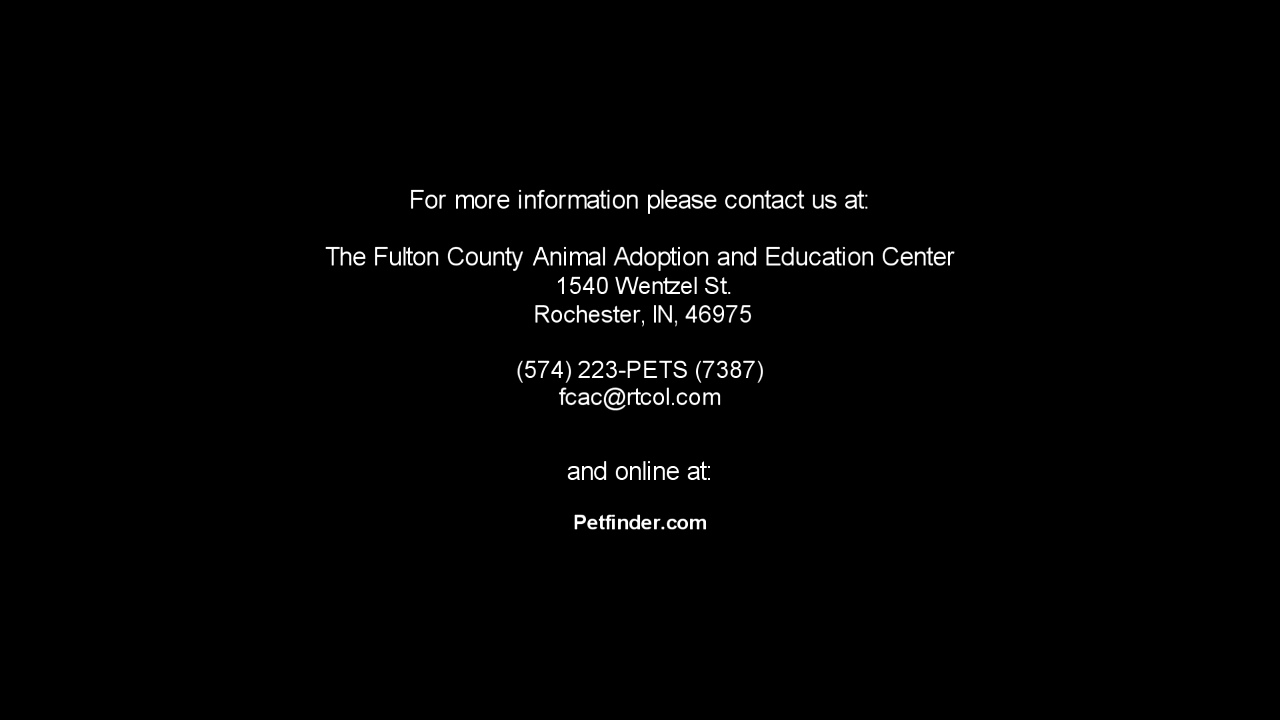 For more information please contact us at:
The Fulton County Animal Adoption and Education Center
1540 Wentzel St.
Rochester, IN, 46975
(574) 223-PETS (7387)
fcac@rtcol.com
and online at:
Petfinder.com